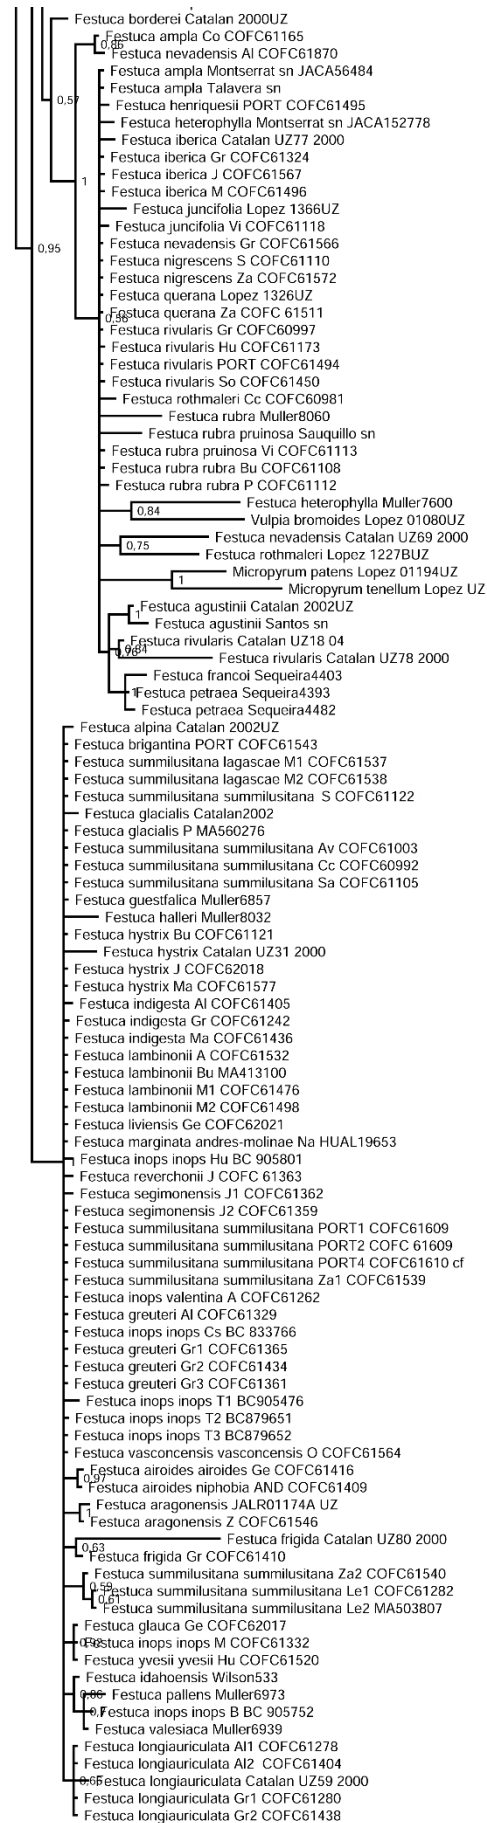 Festuca borderei Catalan 2000UZ
Festuca ampla Co COFC61165
0,86
Festuca nevadensis Al COFC61870
Festuca ampla Montserrat sn JACA56484
Festuca ampla Talavera sn
0,57
Festuca henriquesii PORT COFC61495
Festuca heterophylla Montserrat sn JACA152778
Festuca iberica Catalan UZ77 2000
Festuca iberica Gr COFC61324
Festuca iberica J COFC61567
1
Festuca iberica M COFC61496
Festuca juncifolia Lopez 1366UZ
Festuca juncifolia Vi COFC61118
Festuca nevadensis Gr COFC61566
0,95
Festuca nigrescens S COFC61110
Festuca nigrescens Za COFC61572
Festuca querana Lopez 1326UZ
Festuca querana Za COFC 61511
0,56
Festuca rivularis Gr COFC60997
Festuca rivularis Hu COFC61173
Festuca rivularis PORT COFC61494
Festuca rivularis So COFC61450
Festuca rothmaleri Cc COFC60981
Festuca rubra Muller8060
Festuca rubra pruinosa Sauquillo sn
Festuca rubra pruinosa Vi COFC61113
Festuca rubra rubra Bu COFC61108
Festuca rubra rubra P COFC61112
Festuca heterophylla Muller7600
0,84
Vulpia bromoides Lopez 01080UZ
Festuca nevadensis Catalan UZ69 2000
0,75
Festuca rothmaleri Lopez 1227BUZ
Micropyrum patens Lopez 01194UZ
1
Micropyrum tenellum Lopez UZ
Festuca agustinii Catalan 2002UZ
1
Festuca agustinii Santos sn
Festuca rivularis Catalan UZ18 04
0,84
Festuca rivularis Catalan UZ78 2000
Festuca francoi Sequeira4403
1
Festuca petraea Sequeira4393
Festuca petraea Sequeira4482
Festuca alpina Catalan 2002UZ
Festuca brigantina PORT COFC61543
Festuca summilusitana lagascae M1 COFC61537
Festuca summilusitana lagascae M2 COFC61538
Festuca summilusitana summilusitana S COFC61122
Festuca glacialis Catalan2002
Festuca glacialis P MA560276
Festuca summilusitana summilusitana Av COFC61003
Festuca summilusitana summilusitana Cc COFC60992
Festuca summilusitana summilusitana Sa COFC61105
Festuca guestfalica Muller6857
Festuca halleri Muller8032
Festuca hystrix Bu COFC61121
Festuca hystrix Catalan UZ31 2000
Festuca hystrix J COFC62018
Festuca hystrix Ma COFC61577
Festuca indigesta Al COFC61405
Festuca indigesta Gr COFC61242
Festuca indigesta Ma COFC61436
Festuca lambinonii A COFC61532
Festuca lambinonii Bu MA413100
Festuca lambinonii M1 COFC61476
Festuca lambinonii M2 COFC61498
Festuca liviensis Ge COFC62021
Festuca marginata andres-molinae Na HUAL19653
Festuca inops inops Hu BC 905801
1
Festuca reverchonii J COFC 61363
Festuca segimonensis J1 COFC61362
Festuca segimonensis J2 COFC61359
Festuca summilusitana summilusitana PORT1 COFC61609
Festuca summilusitana summilusitana PORT2 COFC 61609
Festuca summilusitana summilusitana PORT4 COFC61610 cf
Festuca summilusitana summilusitana Za1 COFC61539
Festuca inops valentina A COFC61262
Festuca greuteri Al COFC61329
Festuca inops inops Cs BC 833766
Festuca greuteri Gr1 COFC61365
Festuca greuteri Gr2 COFC61434
Festuca greuteri Gr3 COFC61361
Festuca inops inops T1 BC905476
Festuca inops inops T2 BC879651
Festuca inops inops T3 BC879652
Festuca vasconcensis vasconcensis O COFC61564
Festuca airoides airoides Ge COFC61416
0,97
Festuca airoides niphobia AND COFC61409
Festuca aragonensis JALR01174A UZ
1
Festuca aragonensis Z COFC61546
Festuca frigida Catalan UZ80 2000
0,63
Festuca frigida Gr COFC61410
Festuca summilusitana summilusitana Za2 COFC61540
0,59
Festuca summilusitana summilusitana Le1 COFC61282
0,61
Festuca summilusitana summilusitana Le2 MA503807
Festuca glauca Ge COFC62017
Festuca inops inops M COFC61332
Festuca yvesii yvesii Hu COFC61520
Festuca idahoensis Wilson533
Festuca pallens Muller6973
Festuca inops inops B BC 905752
Festuca valesiaca Muller6939
Festuca longiauriculata Al1 COFC61278
Festuca longiauriculata Al2 COFC61404
Festuca longiauriculata Catalan UZ59 2000
Festuca longiauriculata Gr1 COFC61280
Festuca longiauriculata Gr2 COFC61438